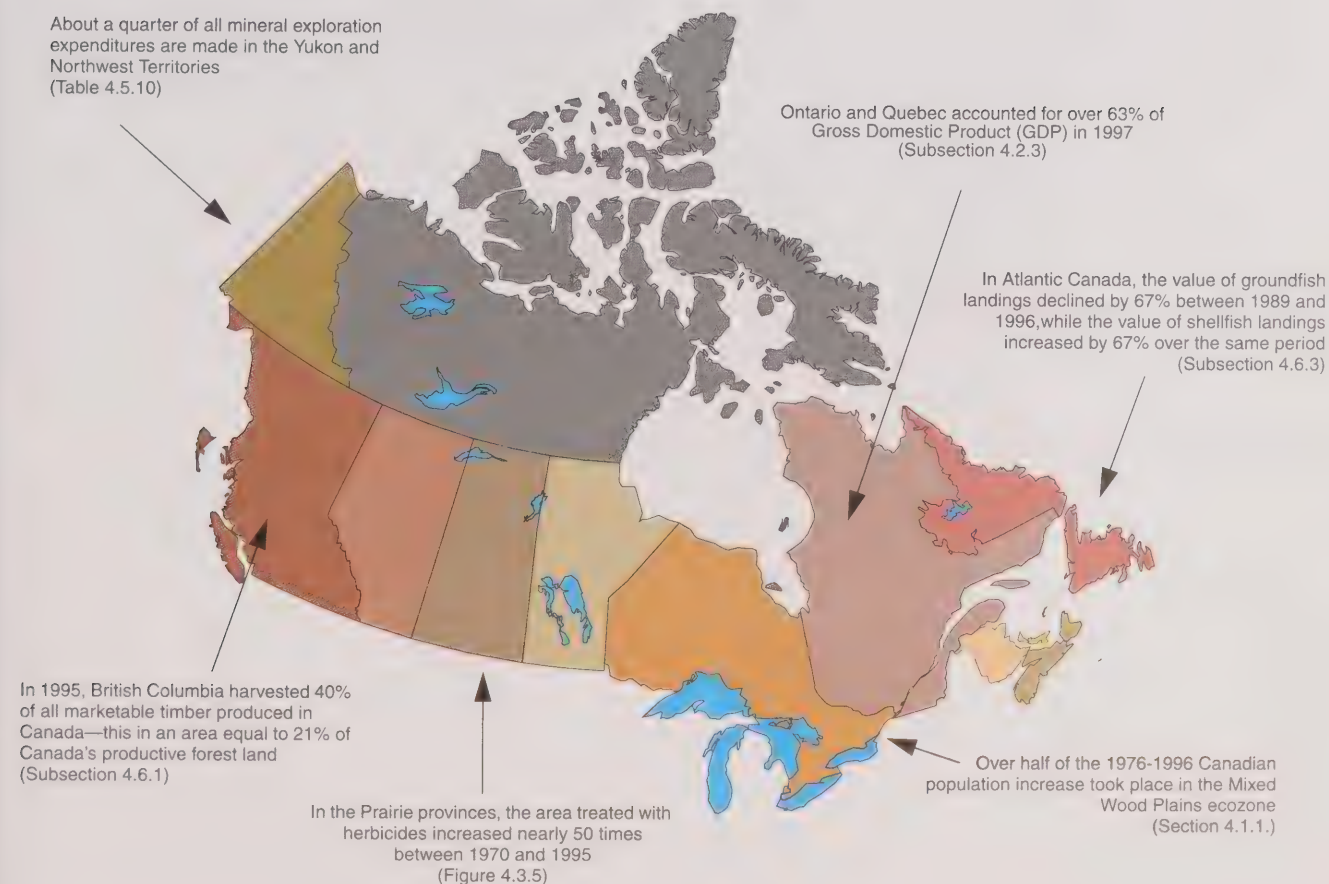 About a quarter of all mineral exploration
expenditures are made in the Yukon and
Northwest Territories
(Table 4.5.10)
Ontario and Quebec accounted for over 63% of
Gross Domestic Product (GDP) in 1997
(Subsection 4.2.3)
In Atlantic Canada, the value of groundfish
landings declined by 67% between 1989 and
1996,while the value of shellfish landings
increased by 67% over the same period
(Subsection 4.6.3)
In 1995, British Columbia harvested 40%
of all marketable timber produced in
Canada—this in an area equal to 21% of
Canada's productive forest land
(Subsection 4.6.1)
In the Prairie provinces, the area treated with
herbicides increased nearly 50 times
between 1970 and 1995
(Figure 4.3.5)
Over half of the 1976-1996 Canadian
population increase took place in the Mixed
Wood Plains ecozone
(Section 4.1.1.)